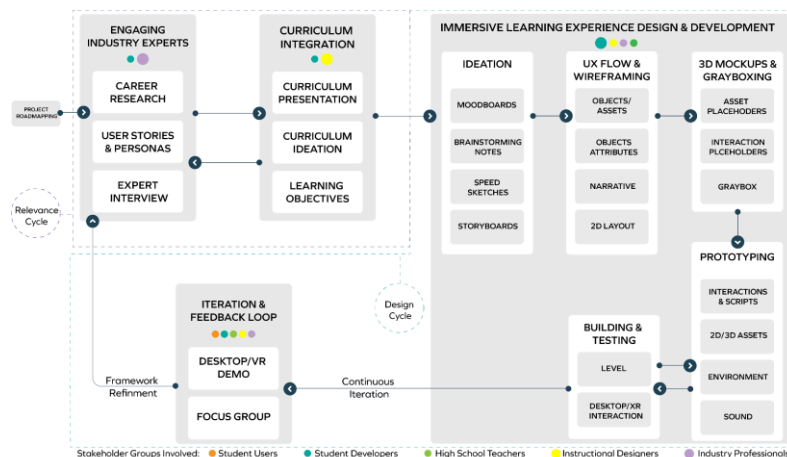 ENGAGING
INDUSTRY EXPERTS
CURRICULUM
INTEGRATION
IMMERSIVE LEARNING EXPERIENCE DESIGN & DEVELOPMENT
PROJECT
ROADMAPPING
CAREER
RESEARCH
USER STORIES
& PERSONAS
EXPERT
INTERVIEW
CURRICULUM
PRESENTATION
CURRICULUM
IDEATION
LEARNING
OBJECTIVES
IDEATION
MOODBOARDS
BRAINSTORMING
NOTES
SPEED
SKETCHES
STORYBOARDS
UX FLOW &
WIREFRAMING
OBJECTS/
ASSETS
OBJECTS
ATTRIBUTES
NARRATIVE
2D LAYOUT
3D MOCKUPS &
GRAYBOXING
ASSET
PLACEHODERS
INTERACTION
PLCEHOLDERS
GRAYBOX
Relevance
Cycle
PROTOTYPING
INTERACTIONS
& SCRIPTS
2D/3D ASSETS
ENVIRONMENT
SOUND
Design
Cycle
ITERATION &
FEEDBACK LOOP
DESKTOP/VR
DEMO
FOCUS GROUP
BUILDING &
TESTING
LEVEL
DESKTOP/XR
INTERACTION
Framework
Refinment
Continuous
Iteration
Stakeholder Groups Involved: Student Users Student Developers High School Teachers Instructional Designers Industry Professionals